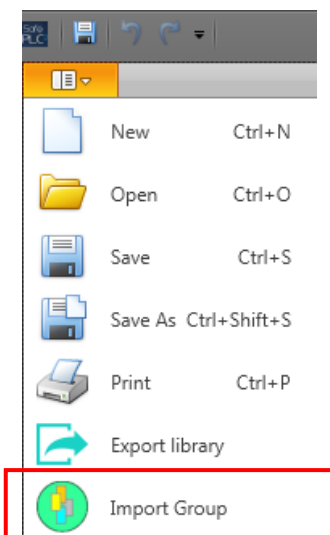 Safe
PLC
New Ctrl+N
Open Ctrl+O
Save Ctrl+S
Save As Ctrl+Shift+S
Print Ctrl+P
Export library
Import Group